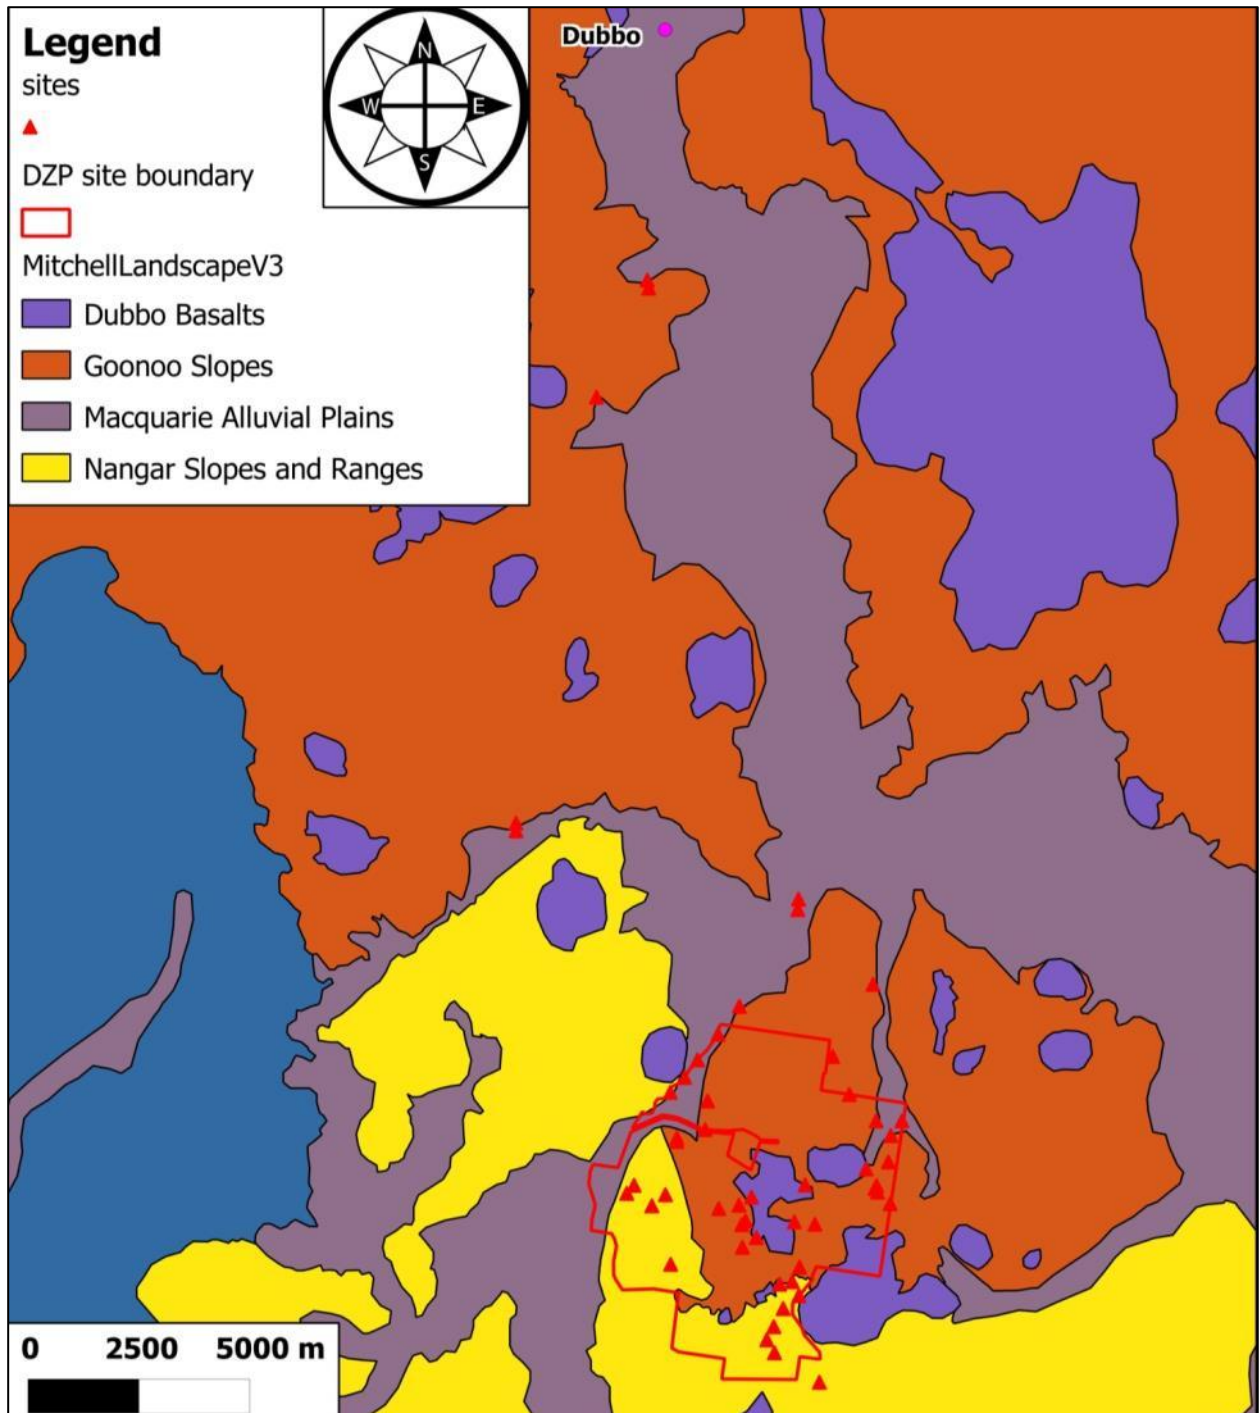 Legend
sites
DZP site boundary
MitchellLandscapeV3
Dubbo Basalts
Goonoo Slopes
Macquarie Alluvial Plains
Nangar Slopes and Ranges
N
W E
S
Dubbo
0 2500 5000 m